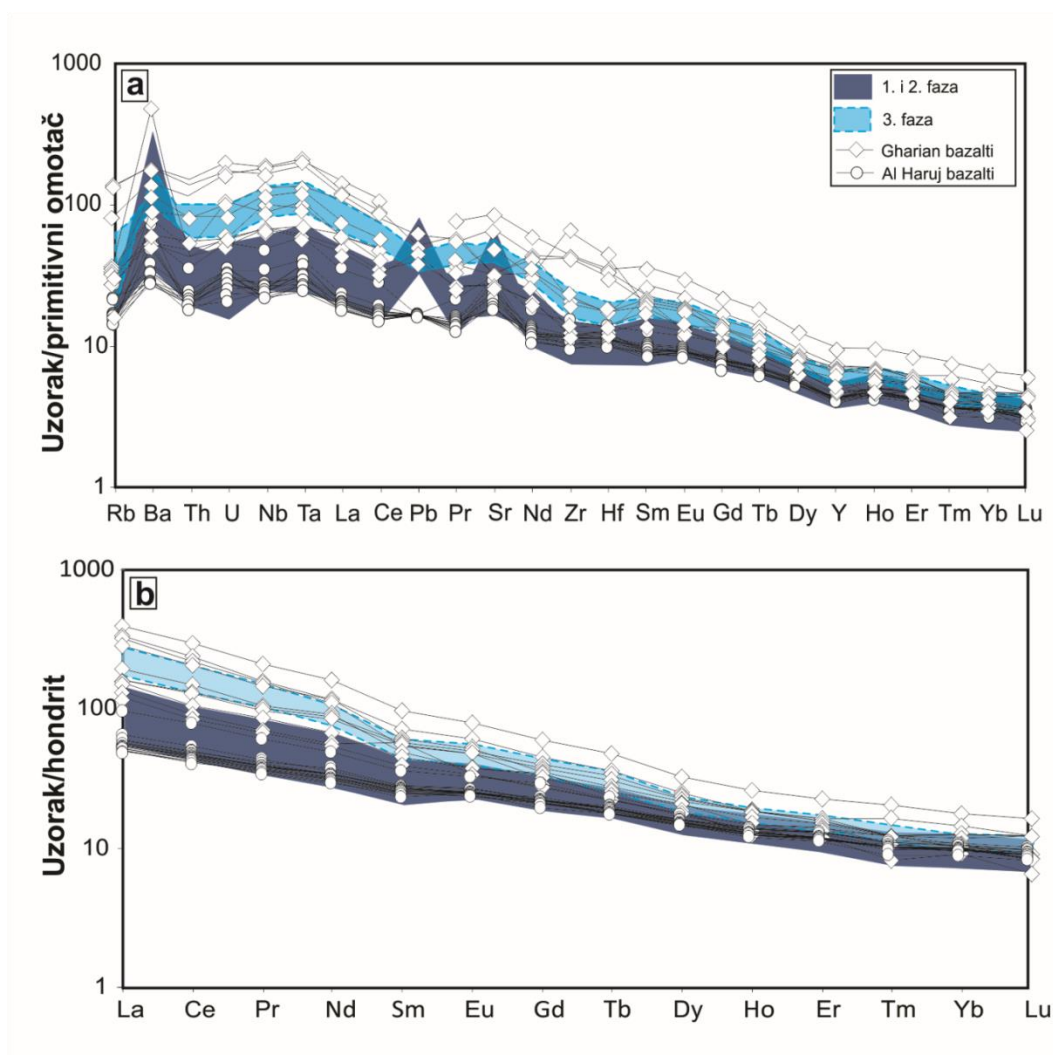 a
1000
100
10
1
Uzorak/primitivni omotač
1. i 2. faza
3. faza
Gharian bazalti
Al Haruj bazalti
Rb Ba Th U Nb Ta La Ce Pb Pr Sr Nd Zr Hf Sm Eu Gd Tb Dy Y Ho Er Tm Yb Lu
b
1000
100
10
1
Uzorak/hondrit
La Ce Pr Nd Sm Eu Gd Tb Dy Ho Er Tm Yb Lu